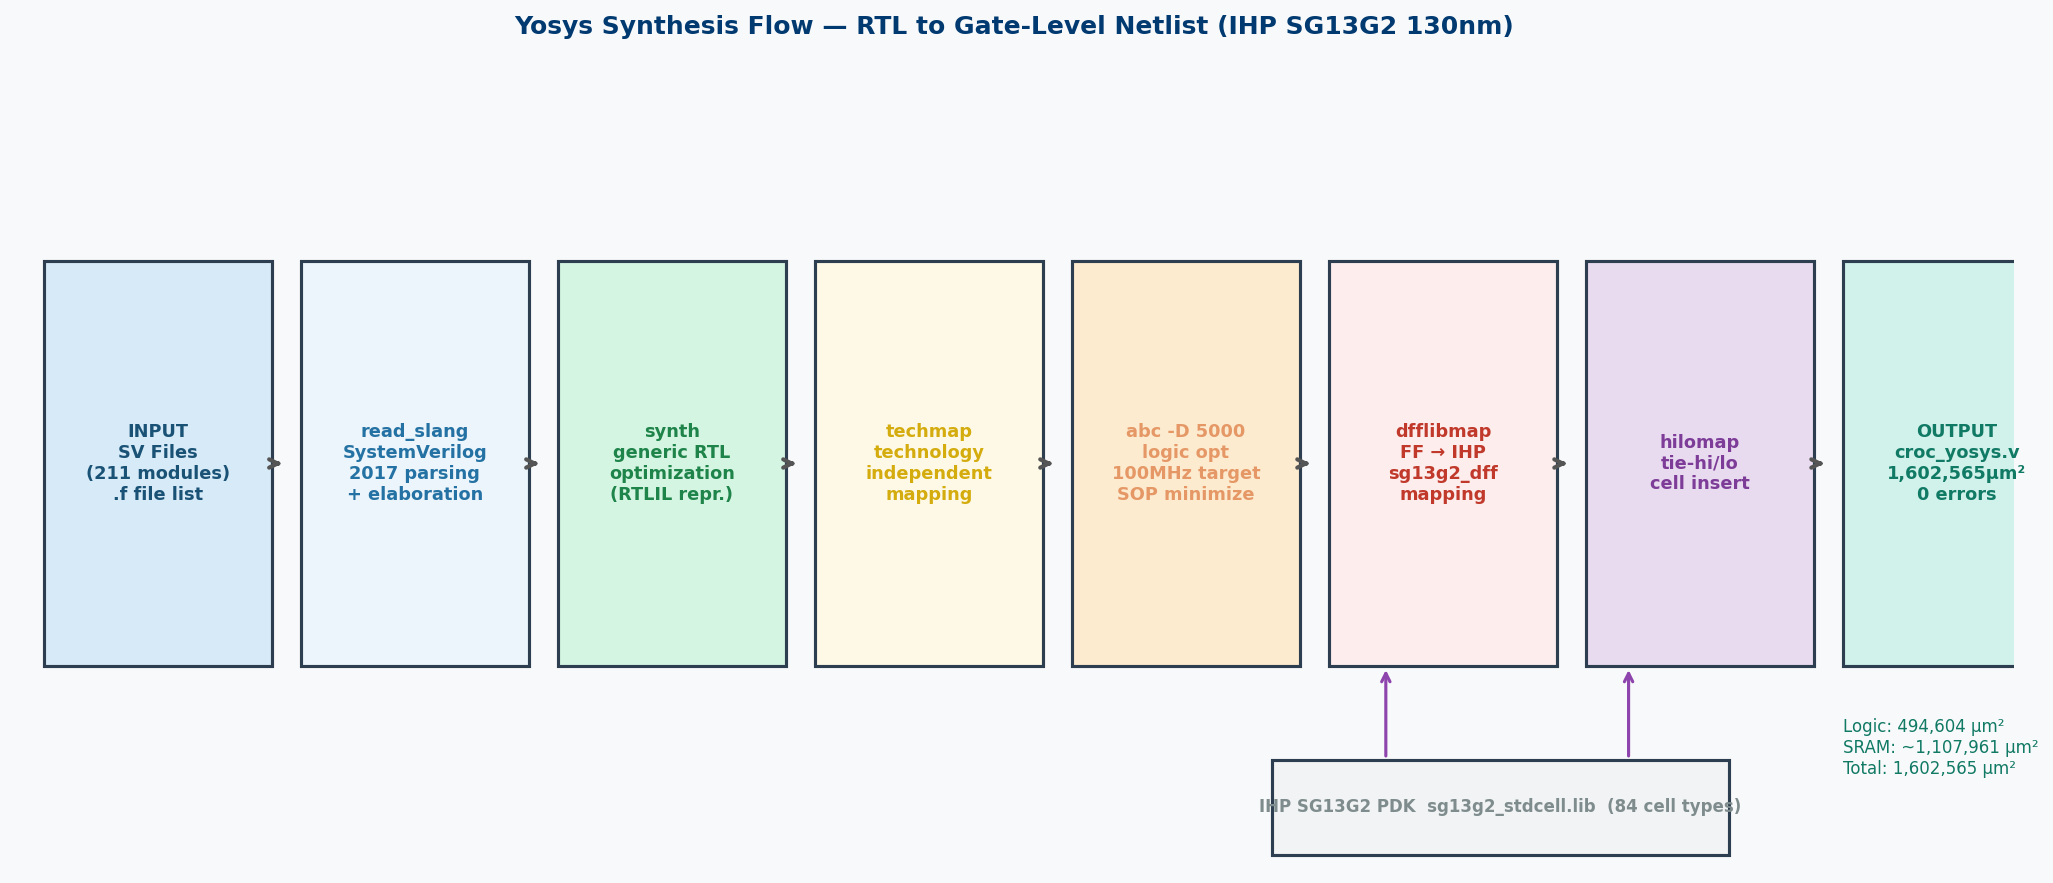 Yosys Synthesis Flow — RTL to Gate-Level Netlist (IHP SG13G2 130nm)
INPUT
SV Files
(211 modules)
.f file list
read_slang
SystemVerilog
2017 parsing
+ elaboration
synth
generic RTL
optimization
(RTLIL repr.)
techmap
technology
independent
mapping
abc -D 5000
logic opt
100MHz target
SOP minimize
dfflibmap
FF → IHP
sg13g2_dff
mapping
hilomap
tie-hi/lo
cell insert
OUTPUT
croc_yosys.v
1,602,565µm²
0 errors
Logic: 494,604 µm²
SRAM: ~1,107,961 µm²
Total: 1,602,565 µm²
IHP SG13G2 PDK  sg13g2_stdcell.lib  (84 cell types)